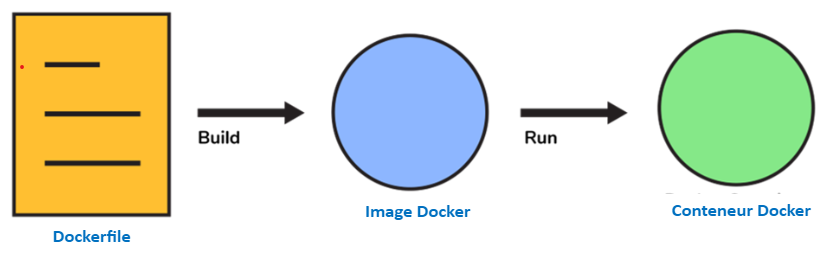 Build
Run
Dockerfile
Image Docker
Conteneur Docker